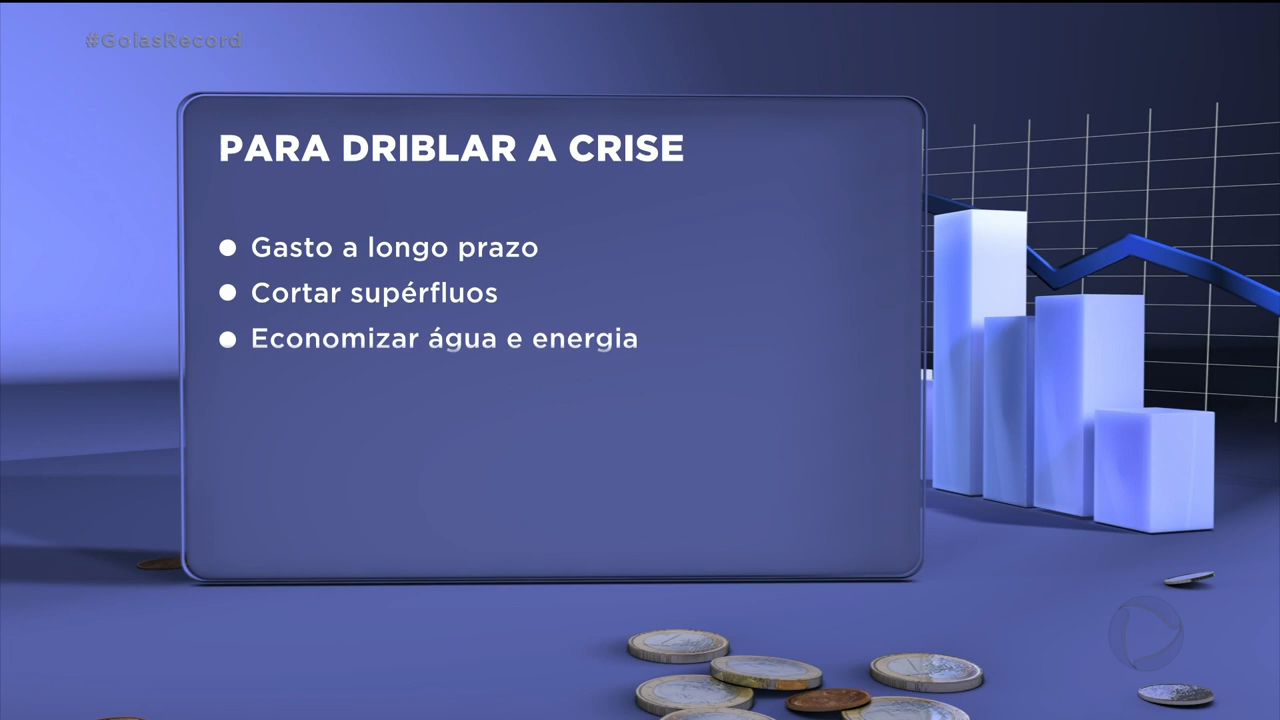 #GoiasRecord
PARA DRIBLAR A CRISE
Gasto a longo prazo
Cortar supérfluos
Economizar água e energia